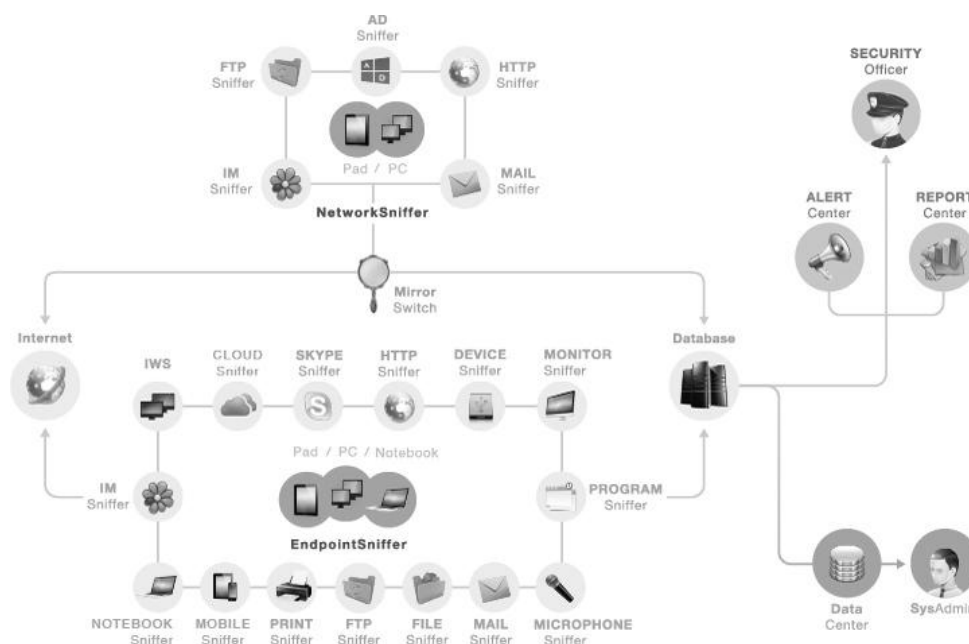 AD
Sniffer
FTP
Sniffer
HTTP
Sniffer
Pad / PC
IM
Sniffer
MAIL
Sniffer
NetworkSniffer
SECURITY
Officer
ALERT
Center
REPORT
Center
Mirror
Switch
Internet
Database
IWS
CLOUD
Sniffer
SKYPE
Sniffer
HTTP
Sniffer
DEVICE
Sniffer
MONITOR
Sniffer
Pad / PC / Notebook
IM
Sniffer
PROGRAM
Sniffer
EndpointSniffer
NOTEBOOK
Sniffer
MOBILE
Sniffer
PRINT
Sniffer
FTP
Sniffer
FILE
Sniffer
MAIL
Sniffer
MICROPHONE
Sniffer
Data
Center
SysAdmin